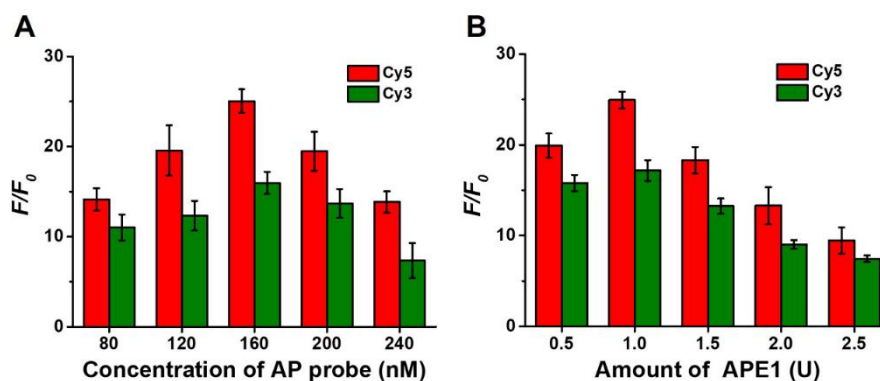 A
30
20
10
0
F/F0
Cy5
Cy3
80 120 160 200 240
Concentration of AP probe (nM)
B
30
20
10
0
F/F0
Cy5
Cy3
0.5 1.0 1.5 2.0 2.5
Amount of APE1 (U)